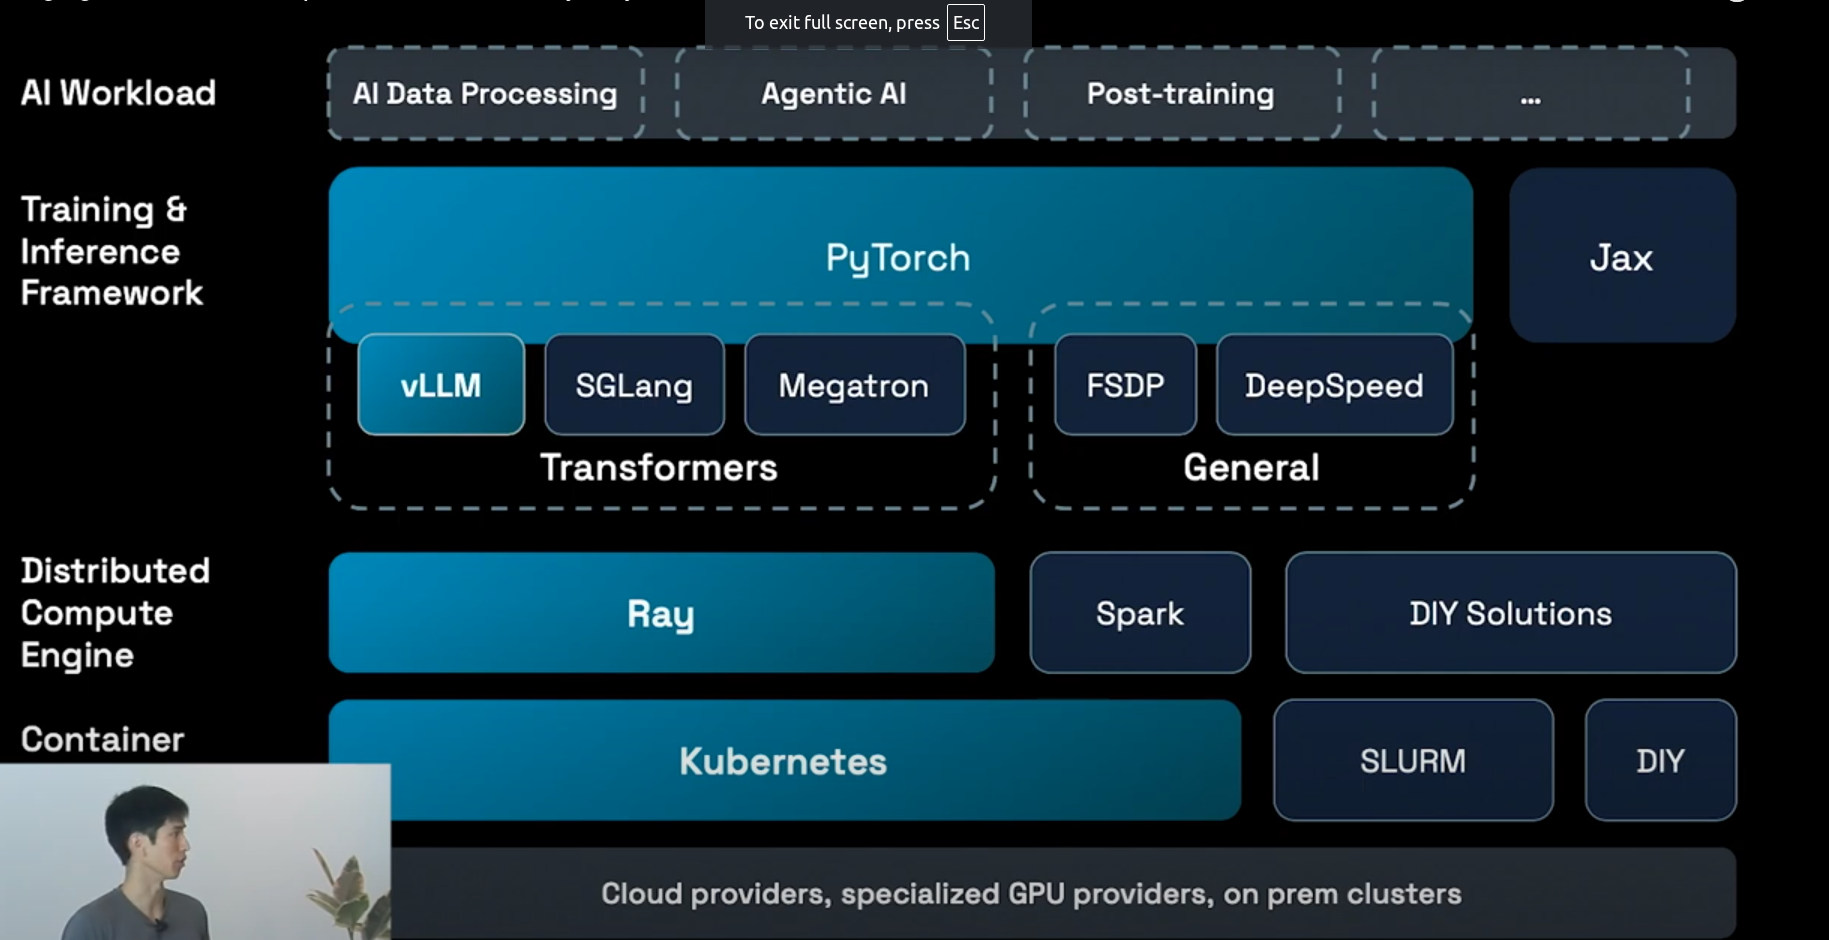 To exit full screen, press Esc
AI Workload
AI Data Processing
Agentic AI
Post-training
...
Training &
Inference
Framework
PyTorch
Jax
vLLM
SGLang
Megatron
Transformers
FSDP
DeepSpeed
General
Distributed
Compute
Engine
Ray
Spark
DIY Solutions
Container
Kubernetes
SLURM
DIY
Cloud providers, specialized GPU providers, on prem clusters